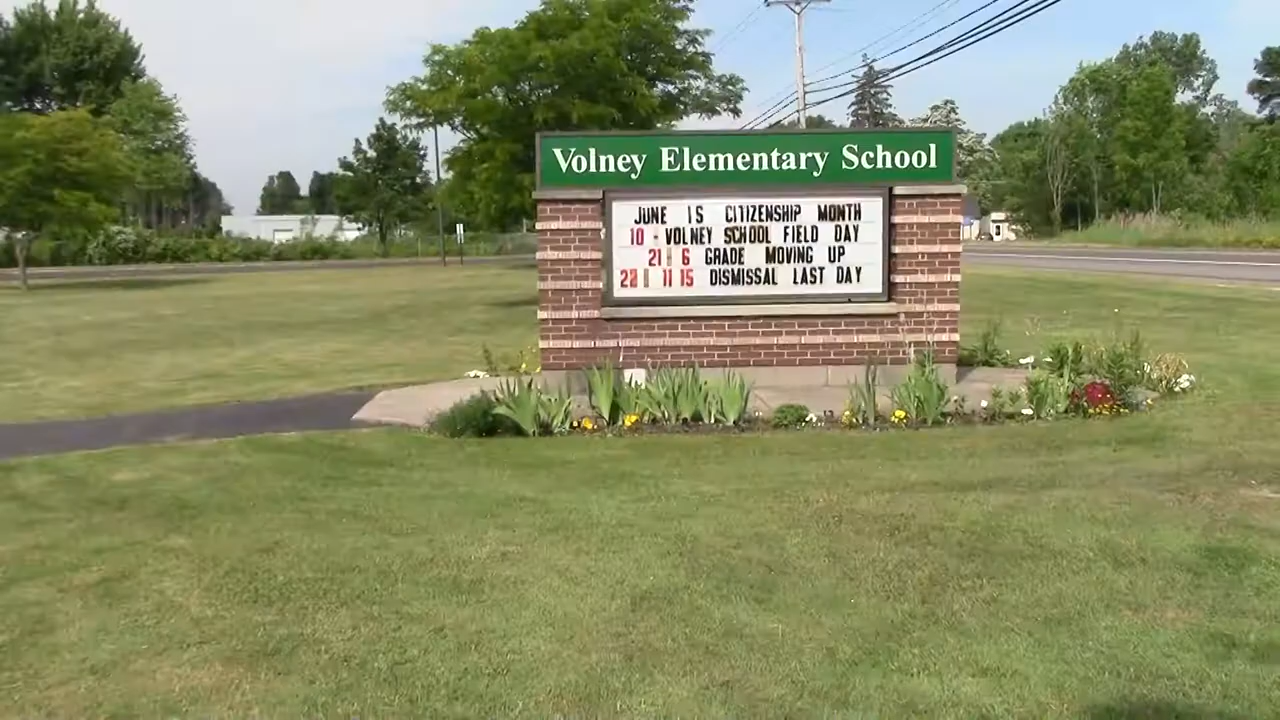 Volney Elementary School
JUNE IS CITIZENSHIP MONTH
10 - VOLNEY SCHOOL FIELD DAY
21 6 GRADE MOVING UP
22 11 15 DISMISSAL LAST DAY